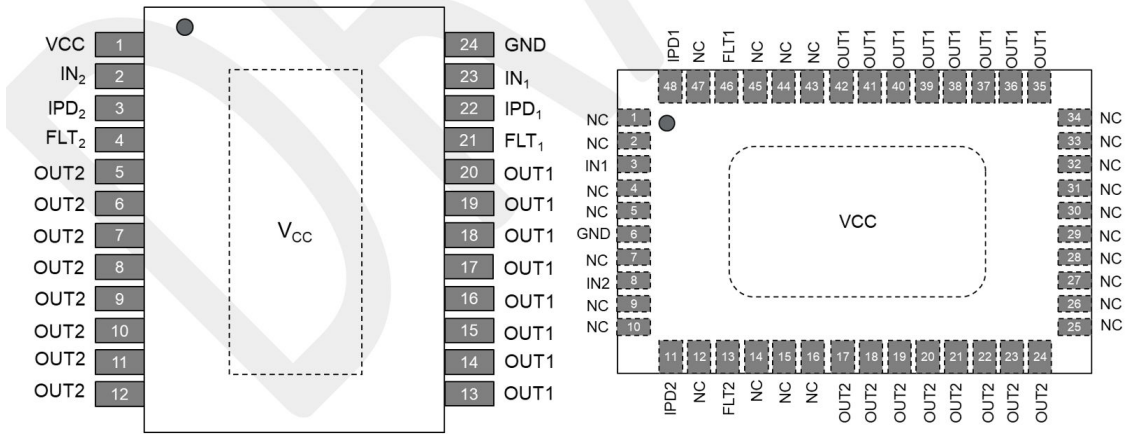 VCC 1 24 GND
IN2 2 23 IN1
IPD2 3 22 IPD1
FLT2 4 21 FLT1
OUT2 5 20 OUT1
OUT2 6 19 OUT1
OUT2 7 18 OUT1
VCC
OUT2 8 17 OUT1
OUT2 9 16 OUT1
OUT2 10 15 OUT1
OUT2 11 14 OUT1
OUT2 12 13 OUT1
IPD1 NC FLT1 NC NC NC OUT1 OUT1 OUT1 OUT1 OUT1 OUT1 OUT1 OUT1
48 47 46 45 44 43 42 41 40 39 38 37 36 35
NC 1 34 NC
NC 2 33 NC
IN1 3 32 NC
NC 4 31 NC
NC 5 30 NC
VCC
GND 6 29 NC
NC 7 28 NC
IN2 8 27 NC
NC 9 26 NC
NC 10 25 NC
11 12 13 14 15 16 17 18 19 20 21 22 23 24
IPD2 NC FLT2 NC NC NC OUT2 OUT2 OUT2 OUT2 OUT2 OUT2 OUT2 OUT2